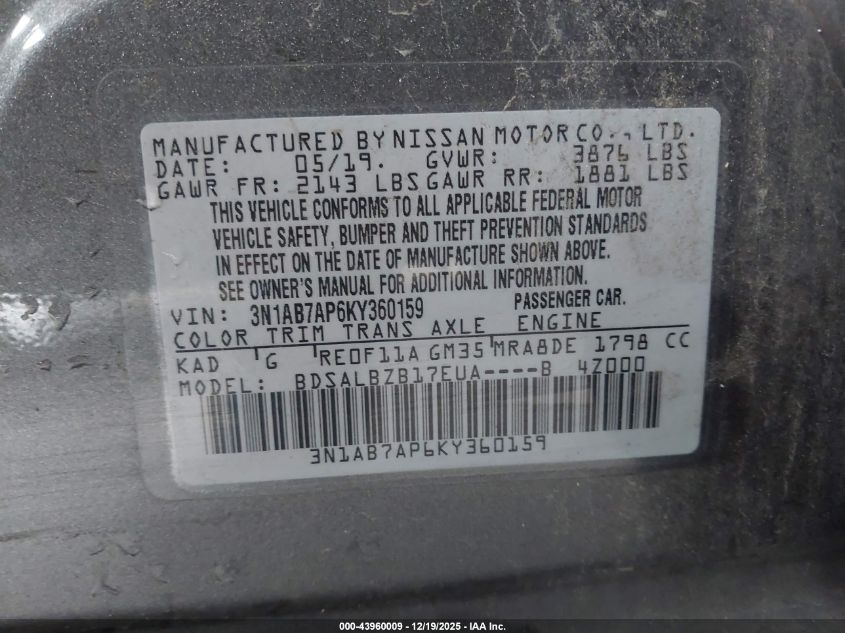 MANUFACTURED BY NISSAN MOTOR CO., LTD.
DATE: 05/19. GVWR: 3876 LBS
GAWR FR: 2143 LBS GAWR RR: 1881 LBS
THIS VEHICLE CONFORMS TO ALL APPLICABLE FEDERAL MOTOR
VEHICLE SAFETY, BUMPER AND THEFT PREVENTION STANDARDS
IN EFFECT ON THE DATE OF MANUFACTURE SHOWN ABOVE.
SEE OWNER'S MANUAL FOR ADDITIONAL INFORMATION.
VIN: 3N1AB7AP6KY360159 PASSENGER CAR.
COLOR TRIM TRANS AXLE ENGINE
KAD G RE0F11A GM35 MRA8DE 1798 CC
MODEL: BDSALBZB17EUA----B 4Z000
3N1AB7AP6KY360159
000-43960009 - 12/19/2025 - IAA Inc.